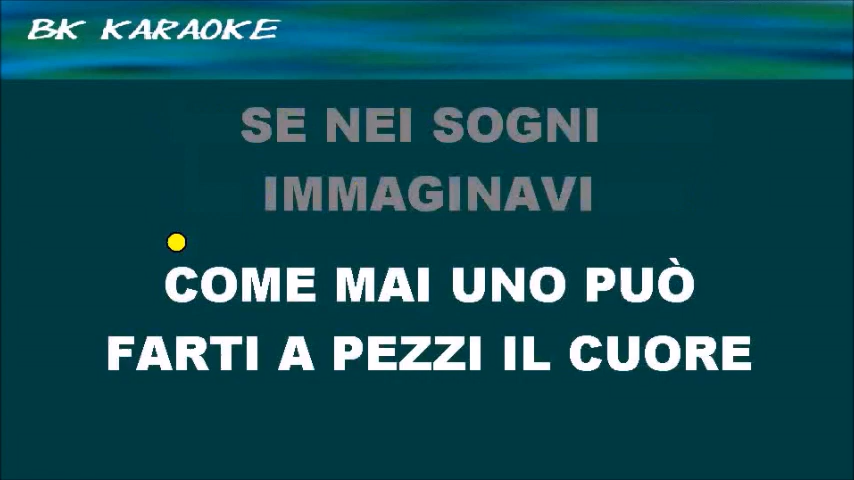 BK KARAOKE
SE NEI SOGNI
IMMAGINAVI
COME MAI UNO PUÒ
FARTI A PEZZI IL CUORE